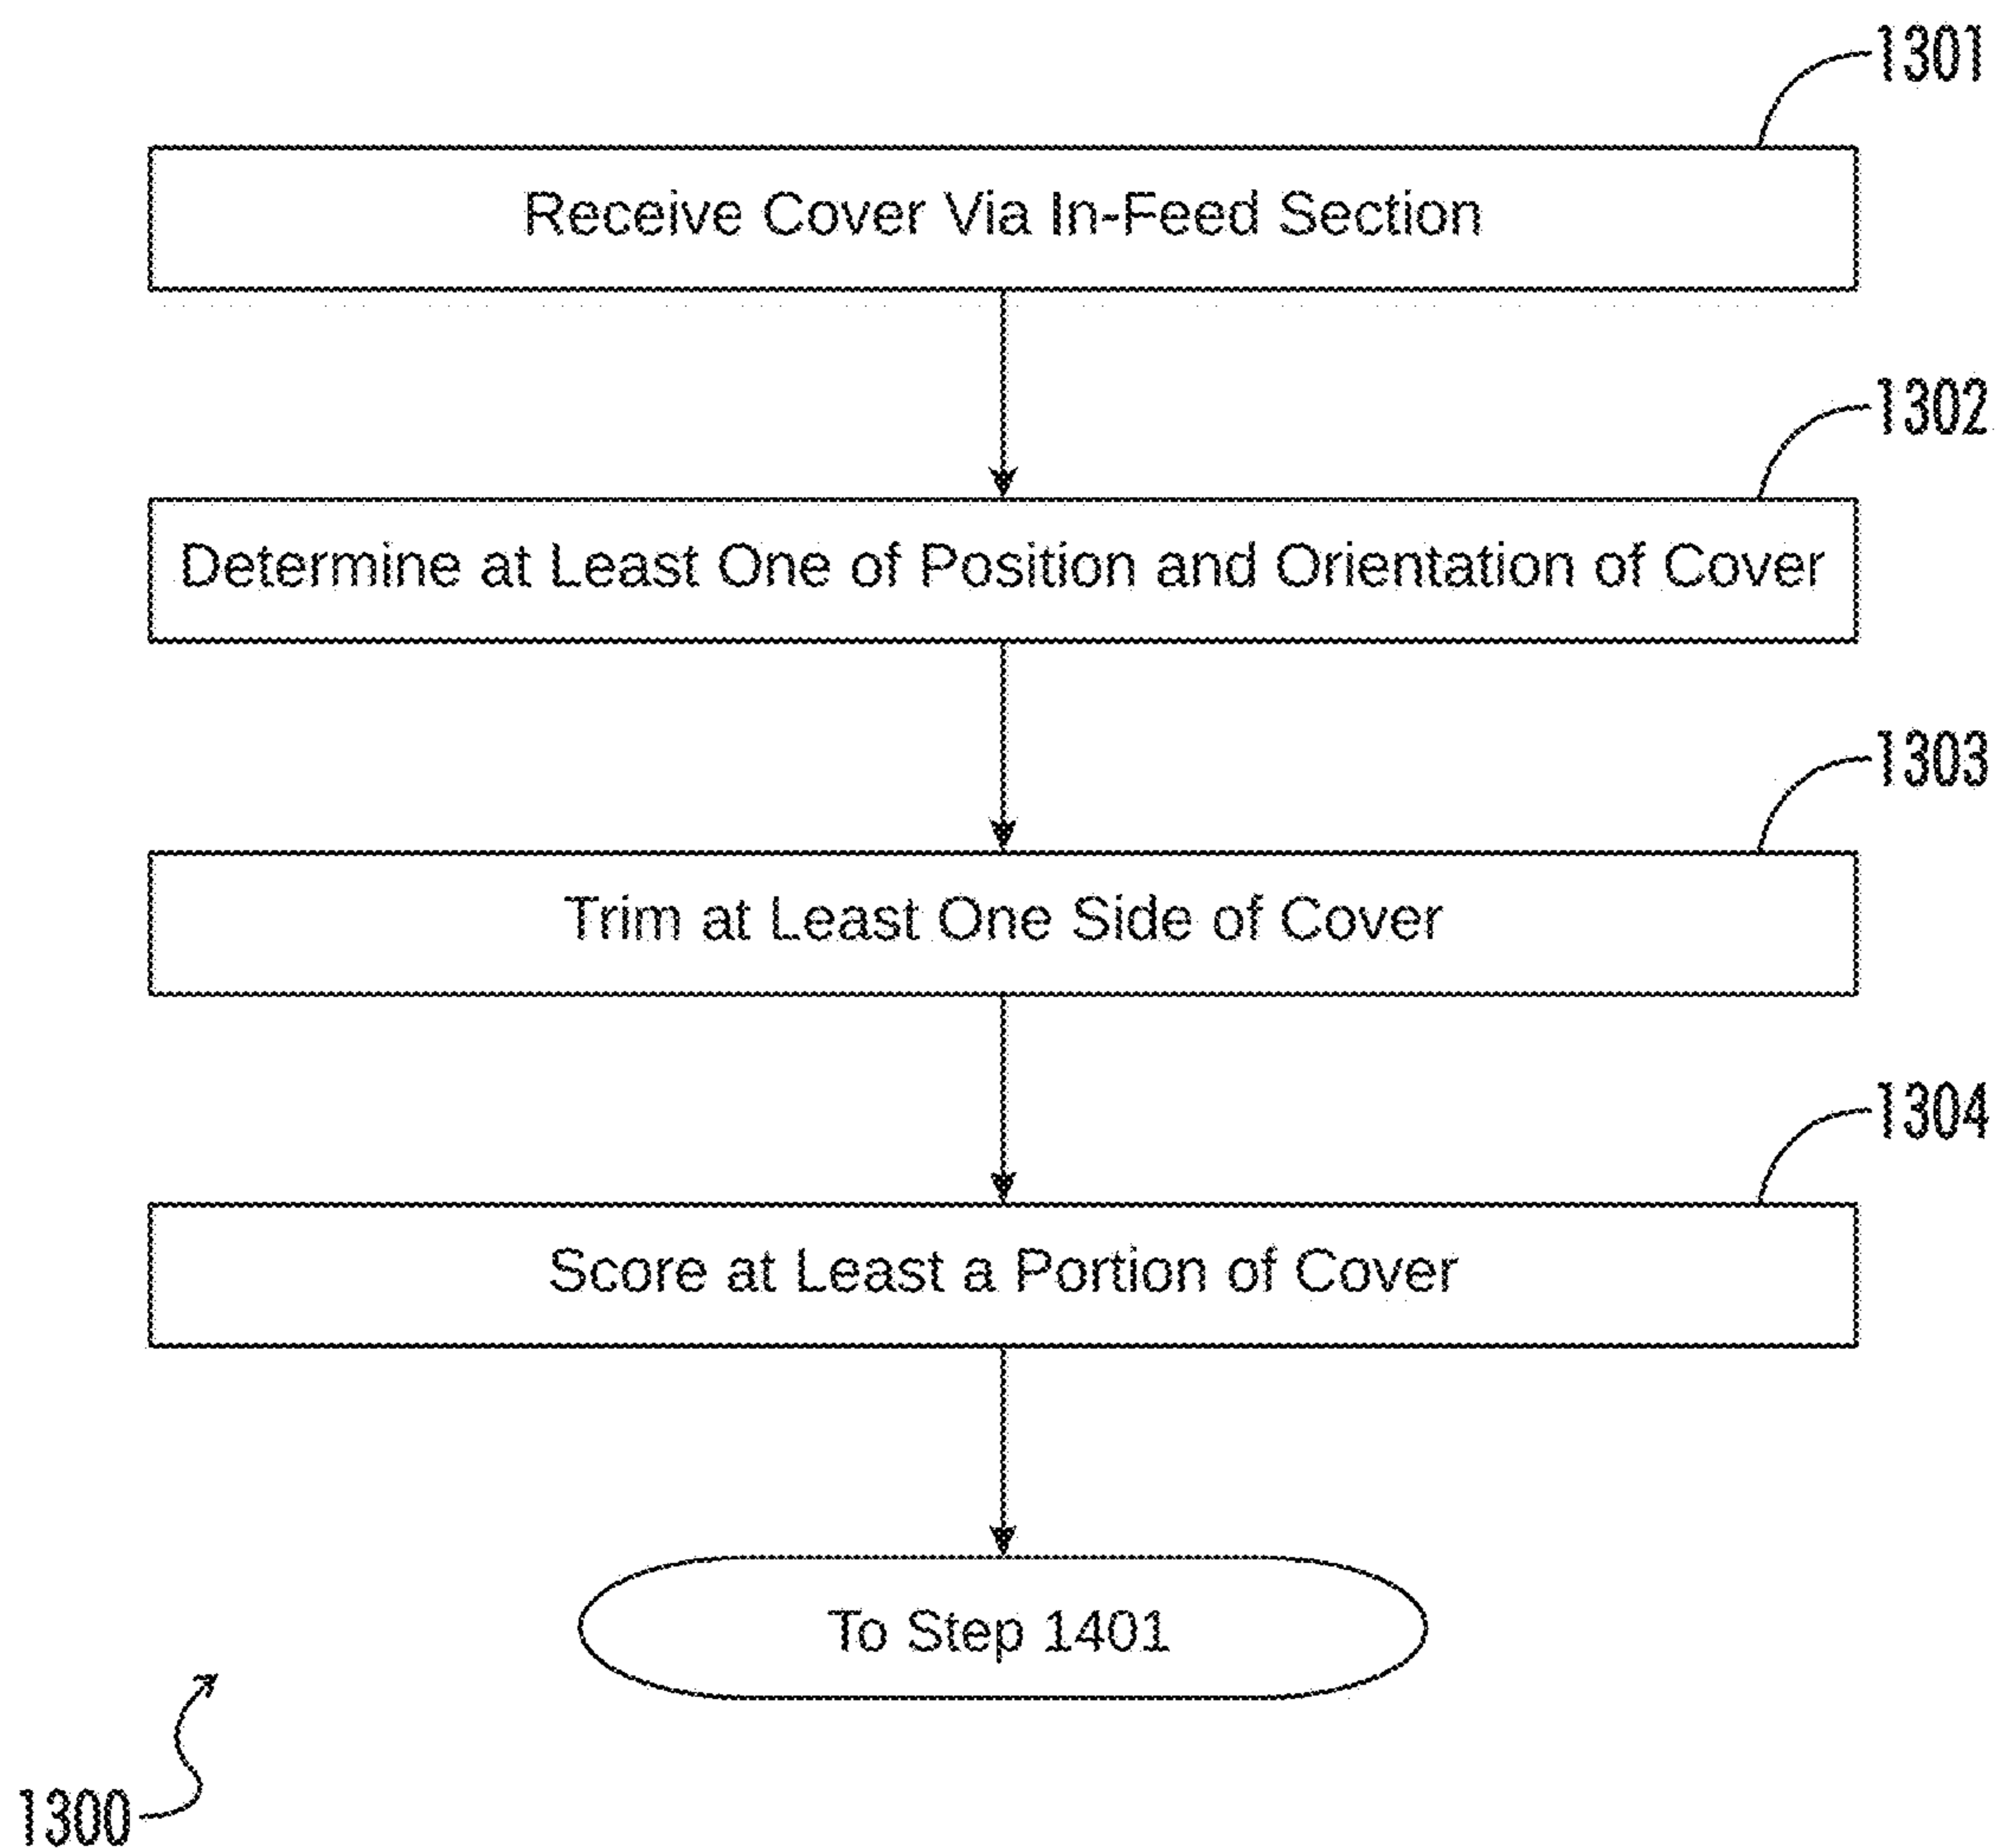 1301
Receive Cover Via In-Feed Section
1302
Determine at Least One of Position and Orientation of Cover
1303
Trim at Least One Side of Cover
1304
Score at Least a Portion of Cover
To Step 1401
1300